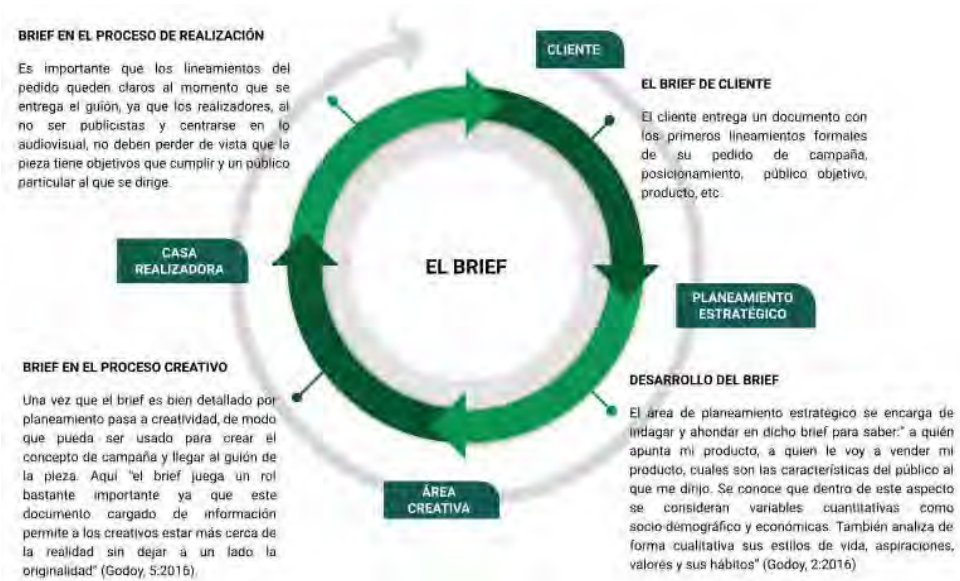 BRIEF EN EL PROCESO DE REALIZACIÓN
Es importante que los lineamientos del
pedido queden claros al momento que se
entrega el guión, ya que los realizadores, al
no ser publicistas y centrarse en lo
audiovisual, no deben perder de vista que la
pieza tiene objetivos que cumplir y un público
particular al que se dirige.
CLIENTE
EL BRIEF DE CLIENTE
El cliente entrega un documento con
los primeros lineamientos formales
de su pedido de campaña,
posicionamiento, público objetivo,
producto, etc.
CASA
REALIZADORA
EL BRIEF
PLANEAMIENTO
ESTRATÉGICO
BRIEF EN EL PROCESO CREATIVO
Una vez que el brief es bien detallado por
planeamiento pasa a creatividad, de modo
que pueda ser usado para crear el
concepto de campaña y llegar al guión de
la pieza. Aquí "el brief juega un rol
bastante importante ya que este
documento cargado de información
permite a los creativos estar más cerca de
la realidad sin dejar a un lado la
originalidad" (Godoy, 5:2016).
ÁREA
CREATIVA
DESARROLLO DEL BRIEF
El área de planeamiento estratégico se encarga de
indagar y ahondar en dicho brief para saber:" a quién
apunta mi producto, a quien le voy a vender mi
producto, cuales son las características del público al
que me dirijo. Se conoce que dentro de este aspecto
se consideran variables cuantitativas como
socio-demográfico y económicas. También analiza de
forma cualitativa sus estilos de vida, aspiraciones,
valores y sus hábitos" (Godoy, 2:2016)